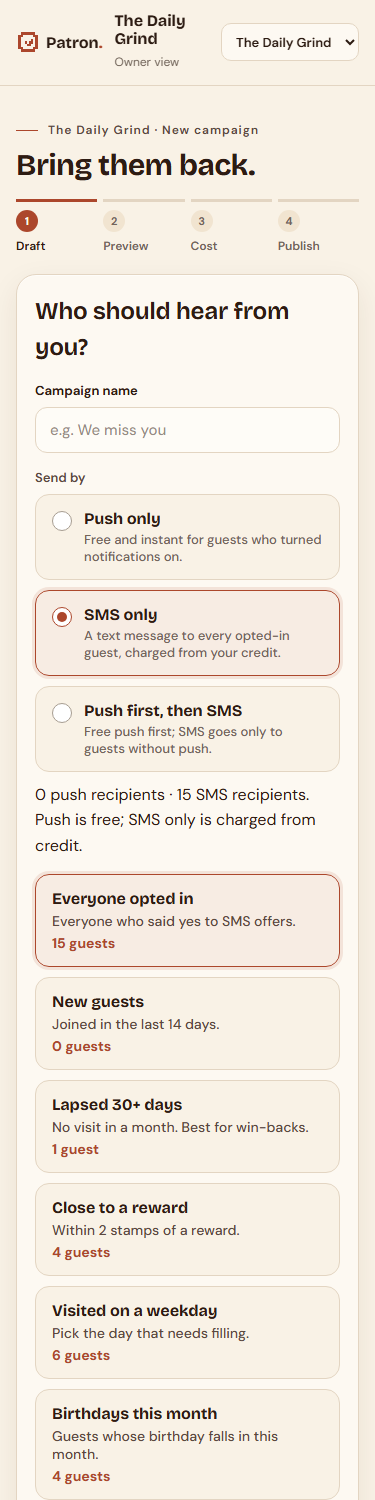 Patron.
The Daily
Grind
Owner view
The Daily Grind
The Daily Grind · New campaign
Bring them back.
1
2
3
4
Draft
Preview
Cost
Publish
Who should hear from
you?
Campaign name
e.g. We miss you
Send by
Push only
Free and instant for guests who turned
notifications on.
SMS only
A text message to every opted-in
guest, charged from your credit.
Push first, then SMS
Free push first; SMS goes only to
guests without push.
0 push recipients · 15 SMS recipients.
Push is free; SMS only is charged from
credit.
Everyone opted in
Everyone who said yes to SMS offers.
15 guests
New guests
Joined in the last 14 days.
0 guests
Lapsed 30+ days
No visit in a month. Best for win-backs.
1 guest
Close to a reward
Within 2 stamps of a reward.
4 guests
Visited on a weekday
Pick the day that needs filling.
6 guests
Birthdays this month
Guests whose birthday falls in this
month.
4 guests